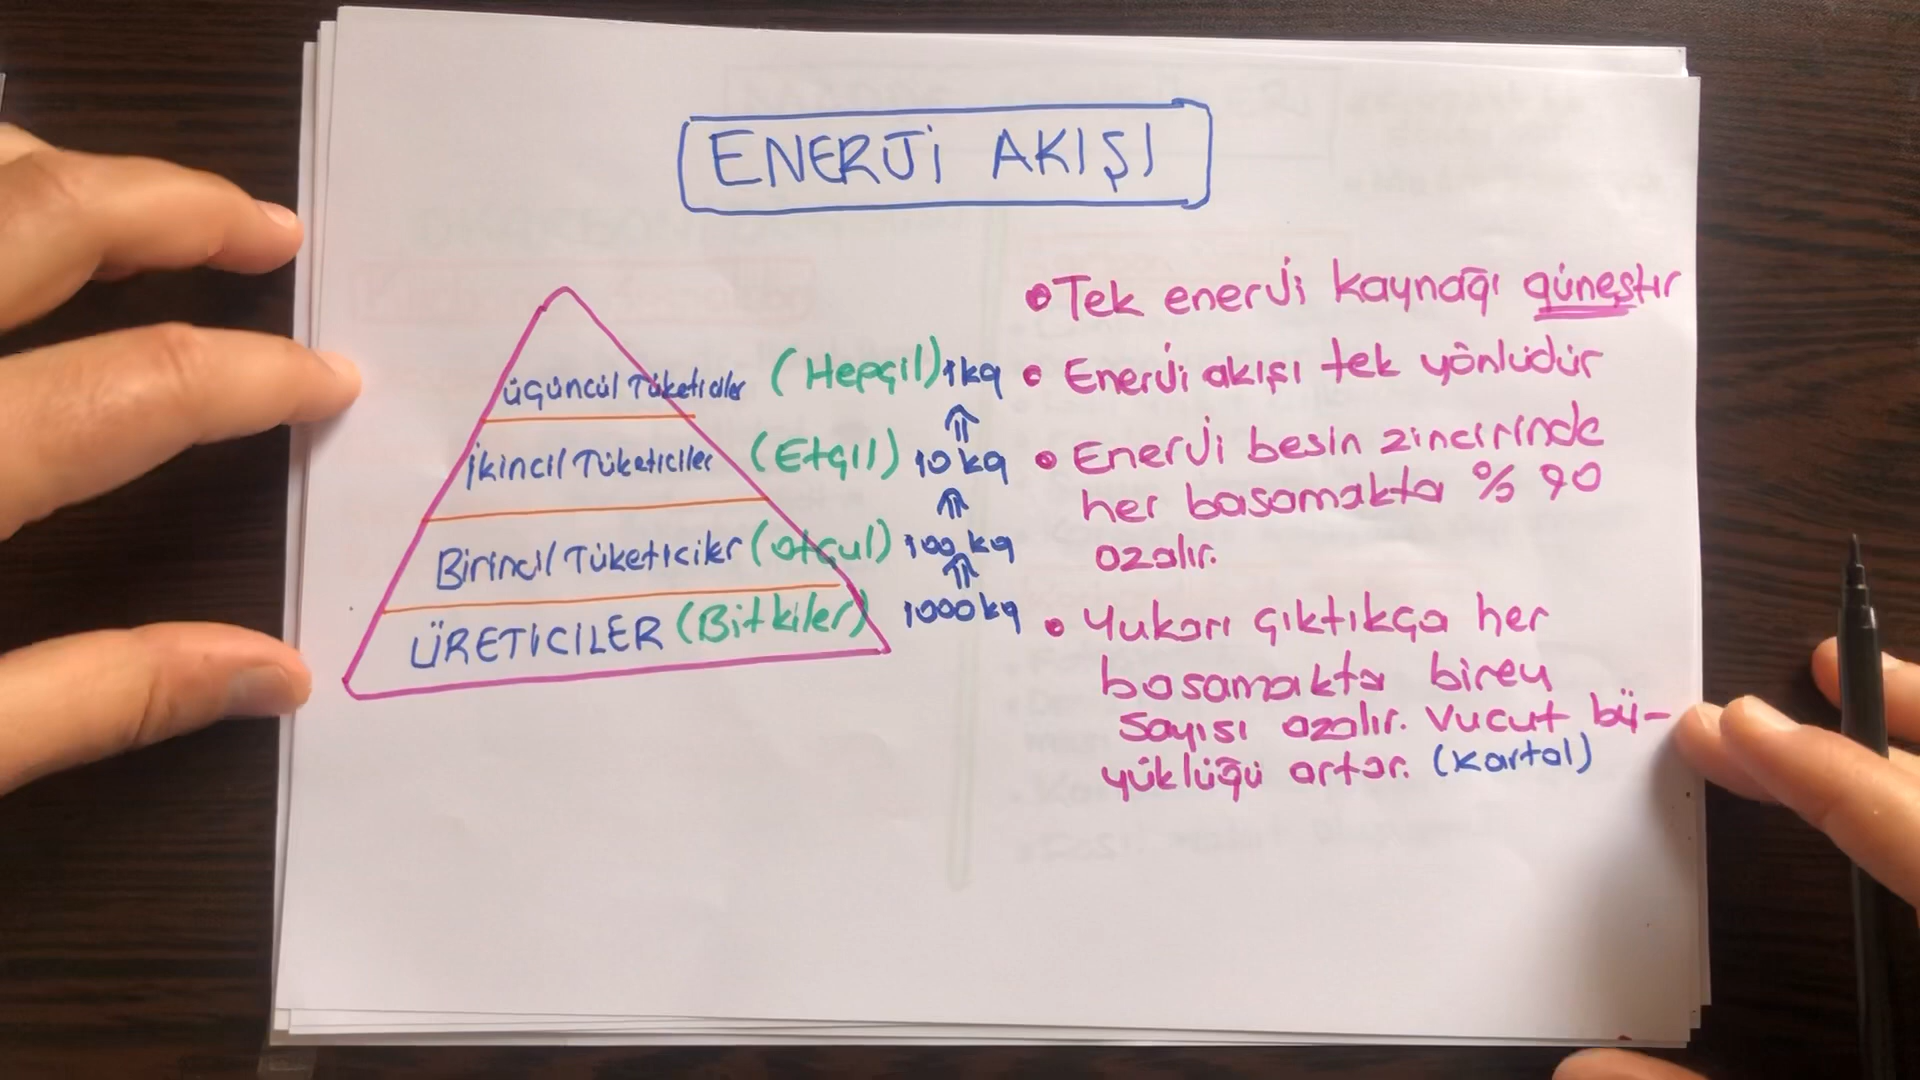 ENERJİ AKIŞI
üçüncül Tüketiciler (Hepçil) 1kg
İkincil Tüketiciler (Etçil) 10 kg
Birincil Tüketiciler (otçul) 100 kg
ÜRETİCİLER (Bitkiler) 1000 kg
• Tek enerji kaynağı güneştir
• Enerji akışı tek yönlüdür
• Enerji besin zincirinde
her basamakta % 90
azalır.
• Yukarı çıktıkça her
basamakta birey
sayısı azalır. Vucut bü-
yüklüğü artar. (Kartal)